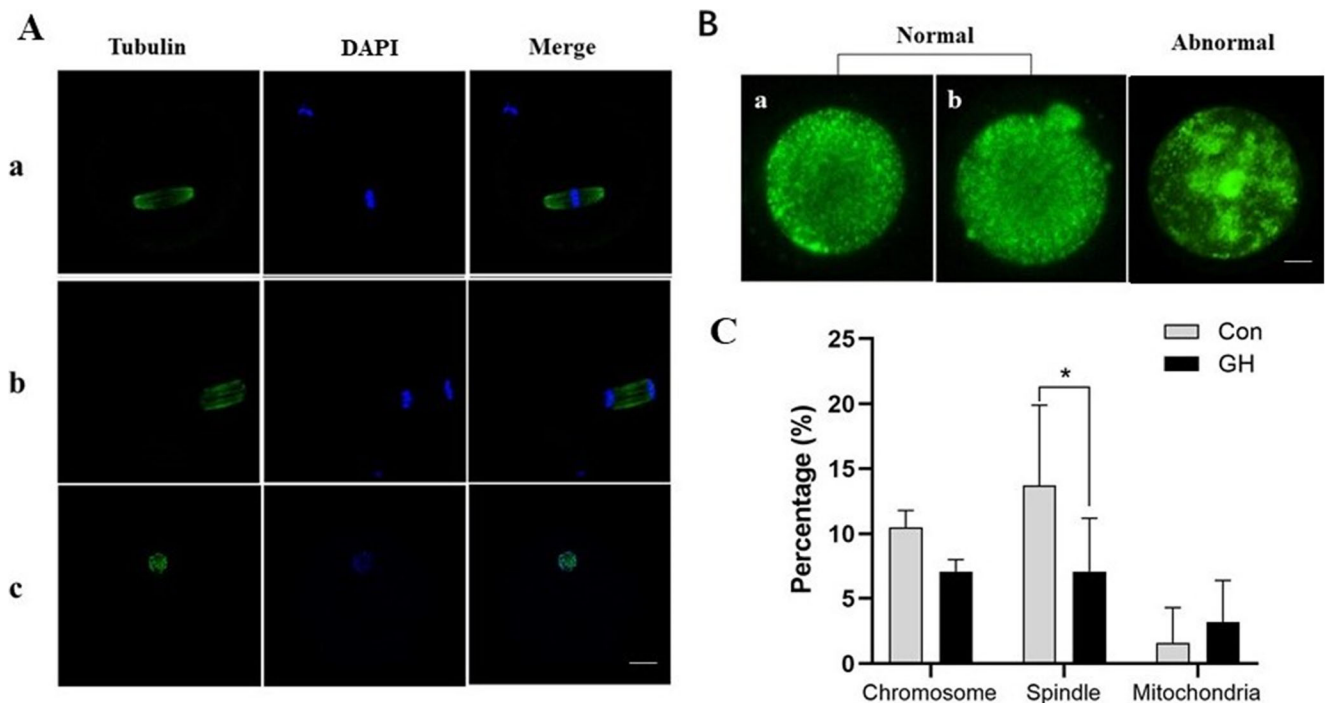 A
Tubulin DAPI Merge
a
b
c
B
Normal Abnormal
a b
C
Con
GH
*
Percentage (%)
25
20
15
10
5
0
Chromosome Spindle Mitochondria